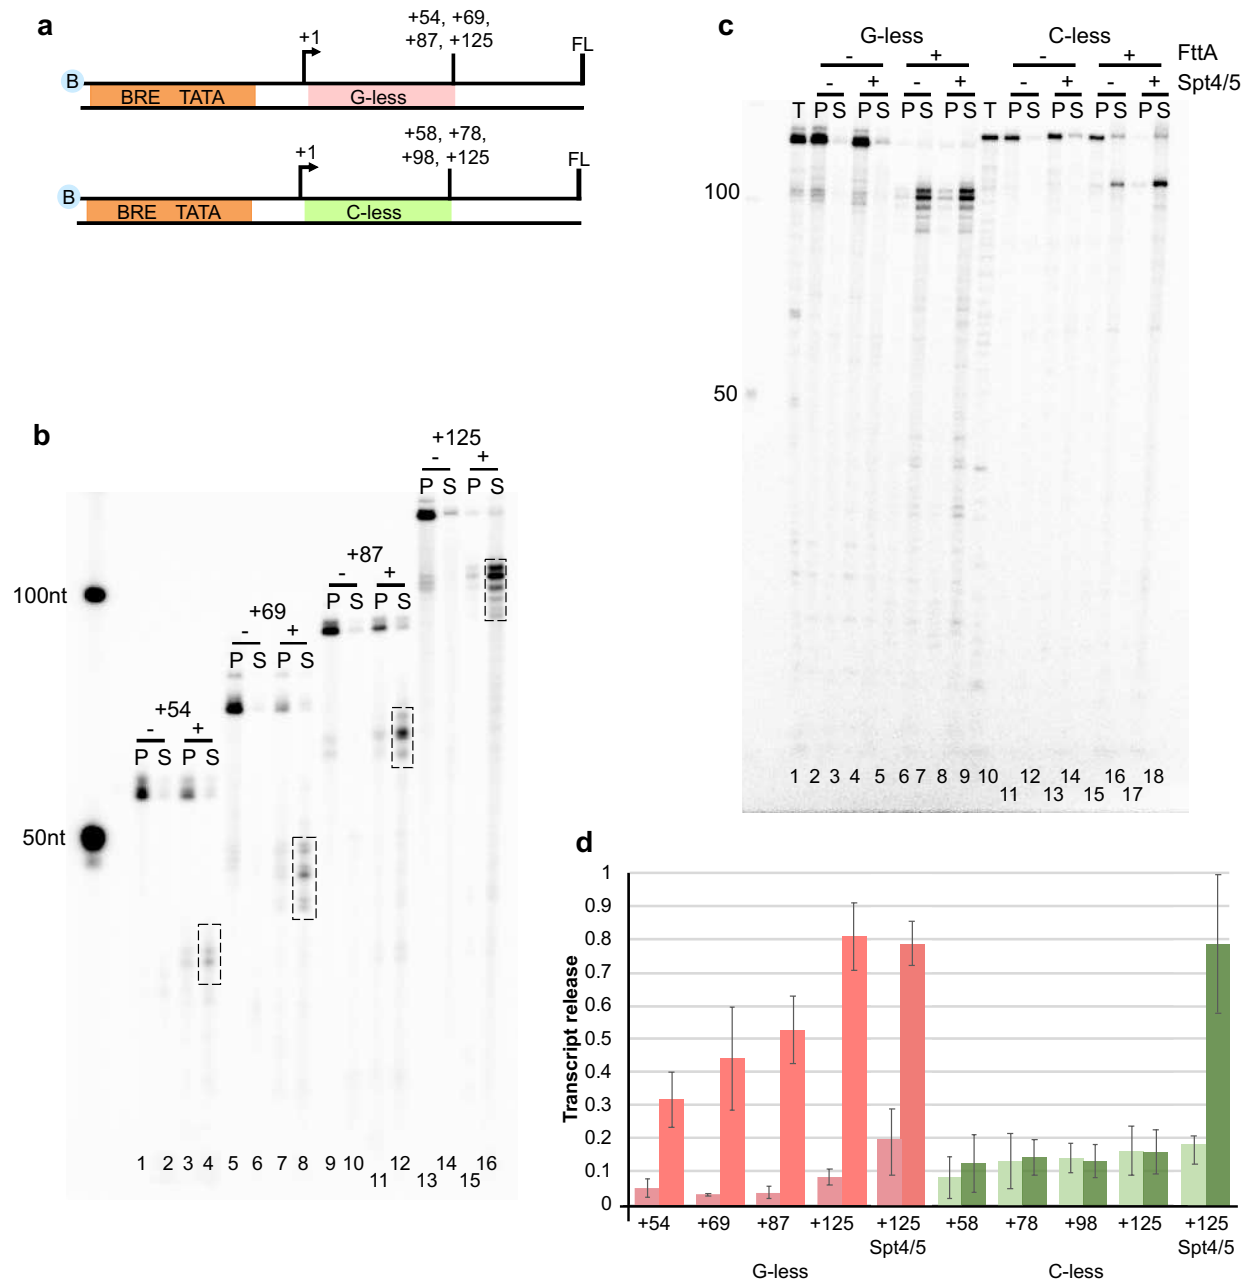 a
+54, +69,
+87, +125
+1
FL
B
BRE TATA
G-less
+58, +78,
+98, +125
+1
FL
B
BRE TATA
C-less
b
+125
- +
P S P S
+87
- +
P S P S
+69
- +
P S P S
+54
- +
P S P S
100nt
50nt
1 2 3 4 5 6 7 8 9 10 11 12 13 14 15 16
c
G-less C-less
- + - + FttA
- + - + - + - + Spt4/5
T P S P S P S P S T P S P S P S P S
100
50
1 2 3 4 5 6 7 8 9 10 11 12 13 14 15 16 17 18
d
Transcript release
1
0.9
0.8
0.7
0.6
0.5
0.4
0.3
0.2
0.1
0
+54 +69 +87 +125 +125 +58 +78 +98 +125 +125
Spt4/5 Spt4/5
G-less C-less